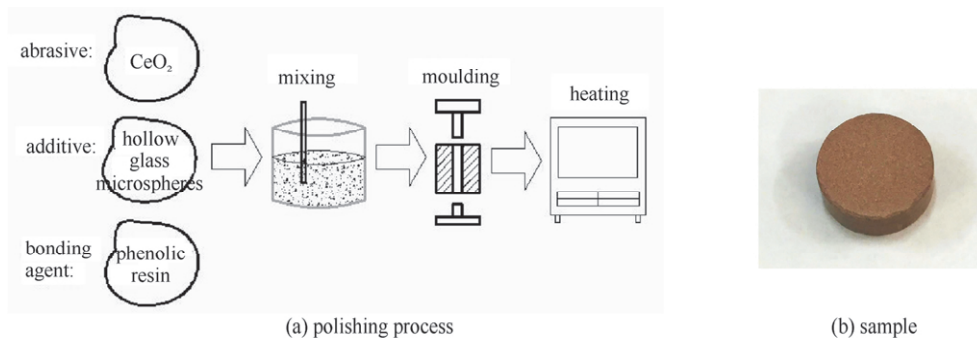 abrasive:
CeO₂
additive:
hollow
glass
microspheres
bonding
agent:
phenolic
resin
mixing
moulding
heating
(a) polishing process
(b) sample